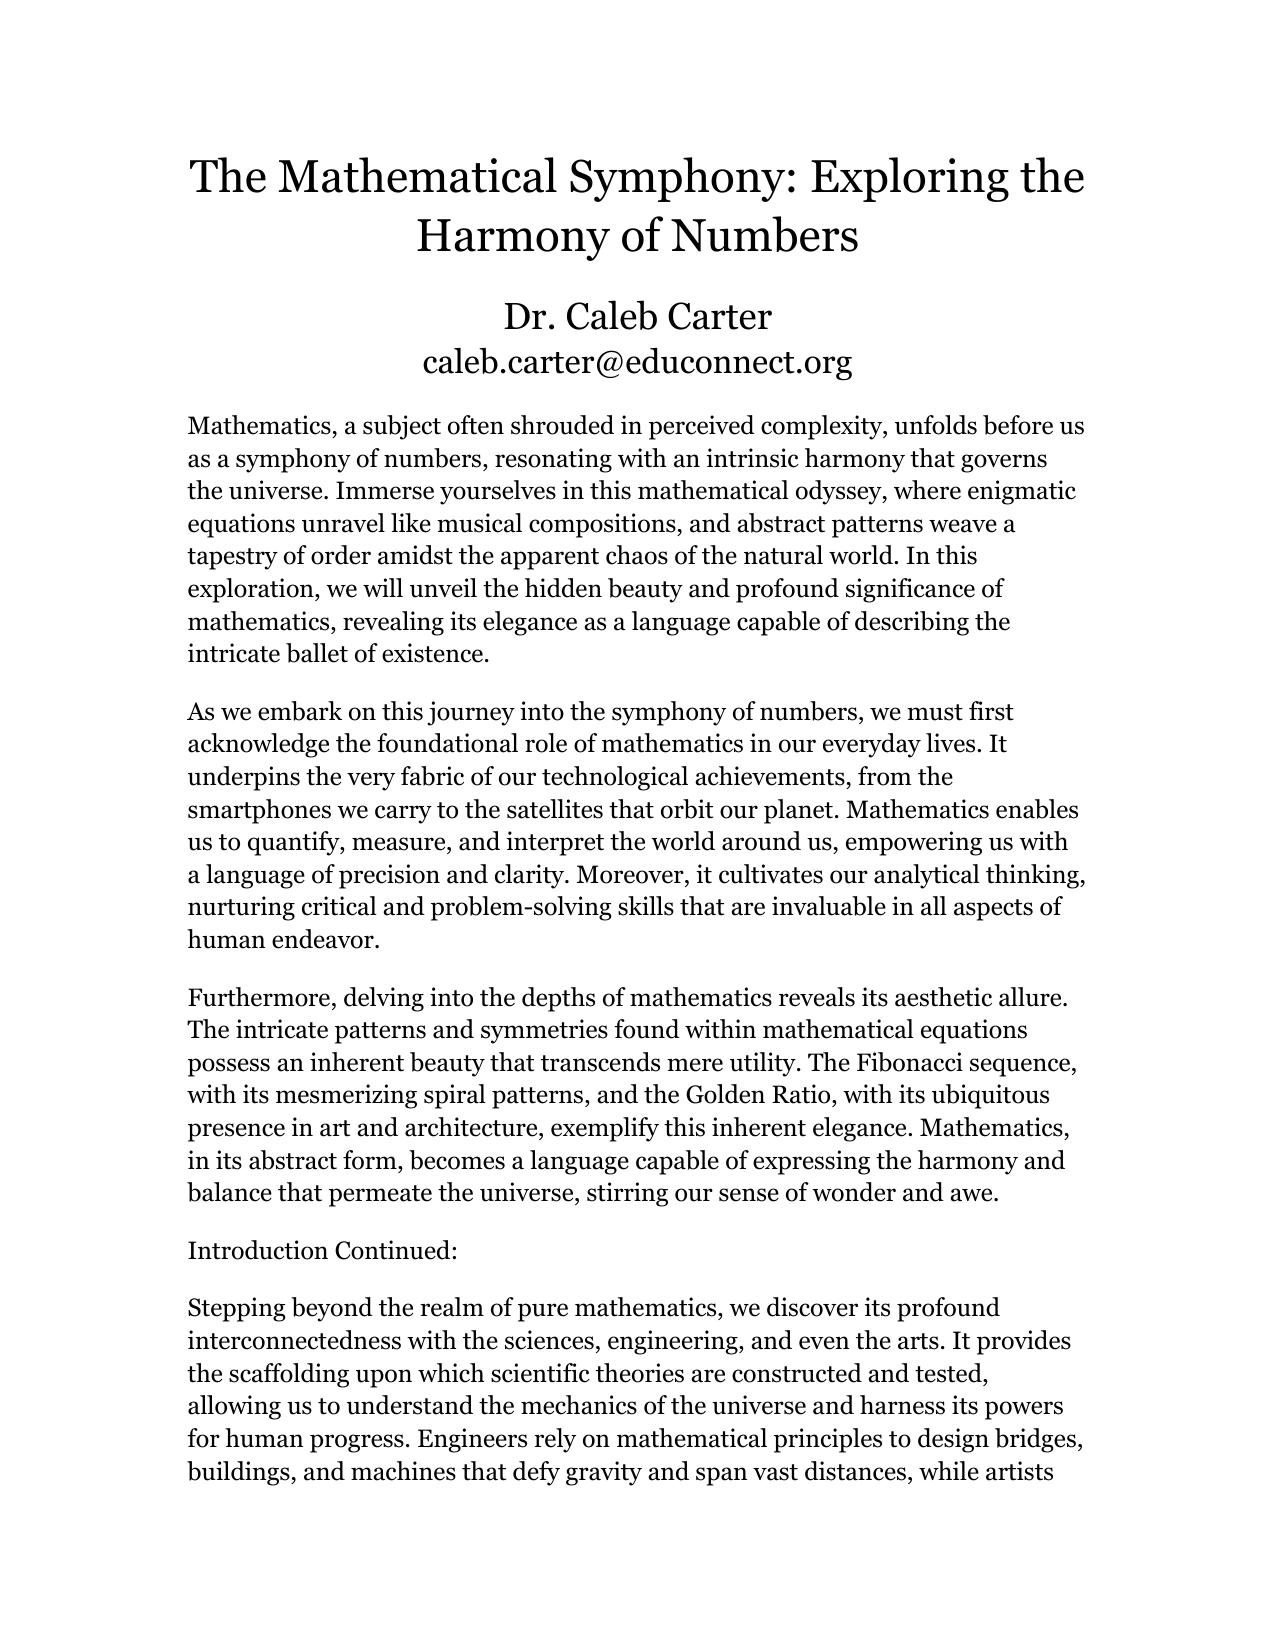 The Mathematical Symphony: Exploring the
Harmony of Numbers
Dr. Caleb Carter
caleb.carter@educonnect.org
Mathematics, a subject often shrouded in perceived complexity, unfolds before us
as a symphony of numbers, resonating with an intrinsic harmony that governs
the universe. Immerse yourselves in this mathematical odyssey, where enigmatic
equations unravel like musical compositions, and abstract patterns weave a
tapestry of order amidst the apparent chaos of the natural world. In this
exploration, we will unveil the hidden beauty and profound significance of
mathematics, revealing its elegance as a language capable of describing the
intricate ballet of existence.
As we embark on this journey into the symphony of numbers, we must first
acknowledge the foundational role of mathematics in our everyday lives. It
underpins the very fabric of our technological achievements, from the
smartphones we carry to the satellites that orbit our planet. Mathematics enables
us to quantify, measure, and interpret the world around us, empowering us with
a language of precision and clarity. Moreover, it cultivates our analytical thinking,
nurturing critical and problem-solving skills that are invaluable in all aspects of
human endeavor.
Furthermore, delving into the depths of mathematics reveals its aesthetic allure.
The intricate patterns and symmetries found within mathematical equations
possess an inherent beauty that transcends mere utility. The Fibonacci sequence,
with its mesmerizing spiral patterns, and the Golden Ratio, with its ubiquitous
presence in art and architecture, exemplify this inherent elegance. Mathematics,
in its abstract form, becomes a language capable of expressing the harmony and
balance that permeate the universe, stirring our sense of wonder and awe.
Introduction Continued:
Stepping beyond the realm of pure mathematics, we discover its profound
interconnectedness with the sciences, engineering, and even the arts. It provides
the scaffolding upon which scientific theories are constructed and tested,
allowing us to understand the mechanics of the universe and harness its powers
for human progress. Engineers rely on mathematical principles to design bridges,
buildings, and machines that defy gravity and span vast distances, while artists